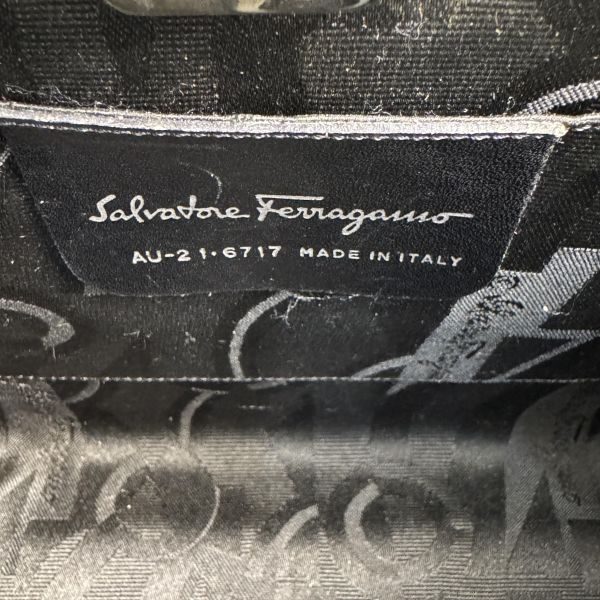 Salvatore Ferragamo
AU-21·6717 MADE IN ITALY